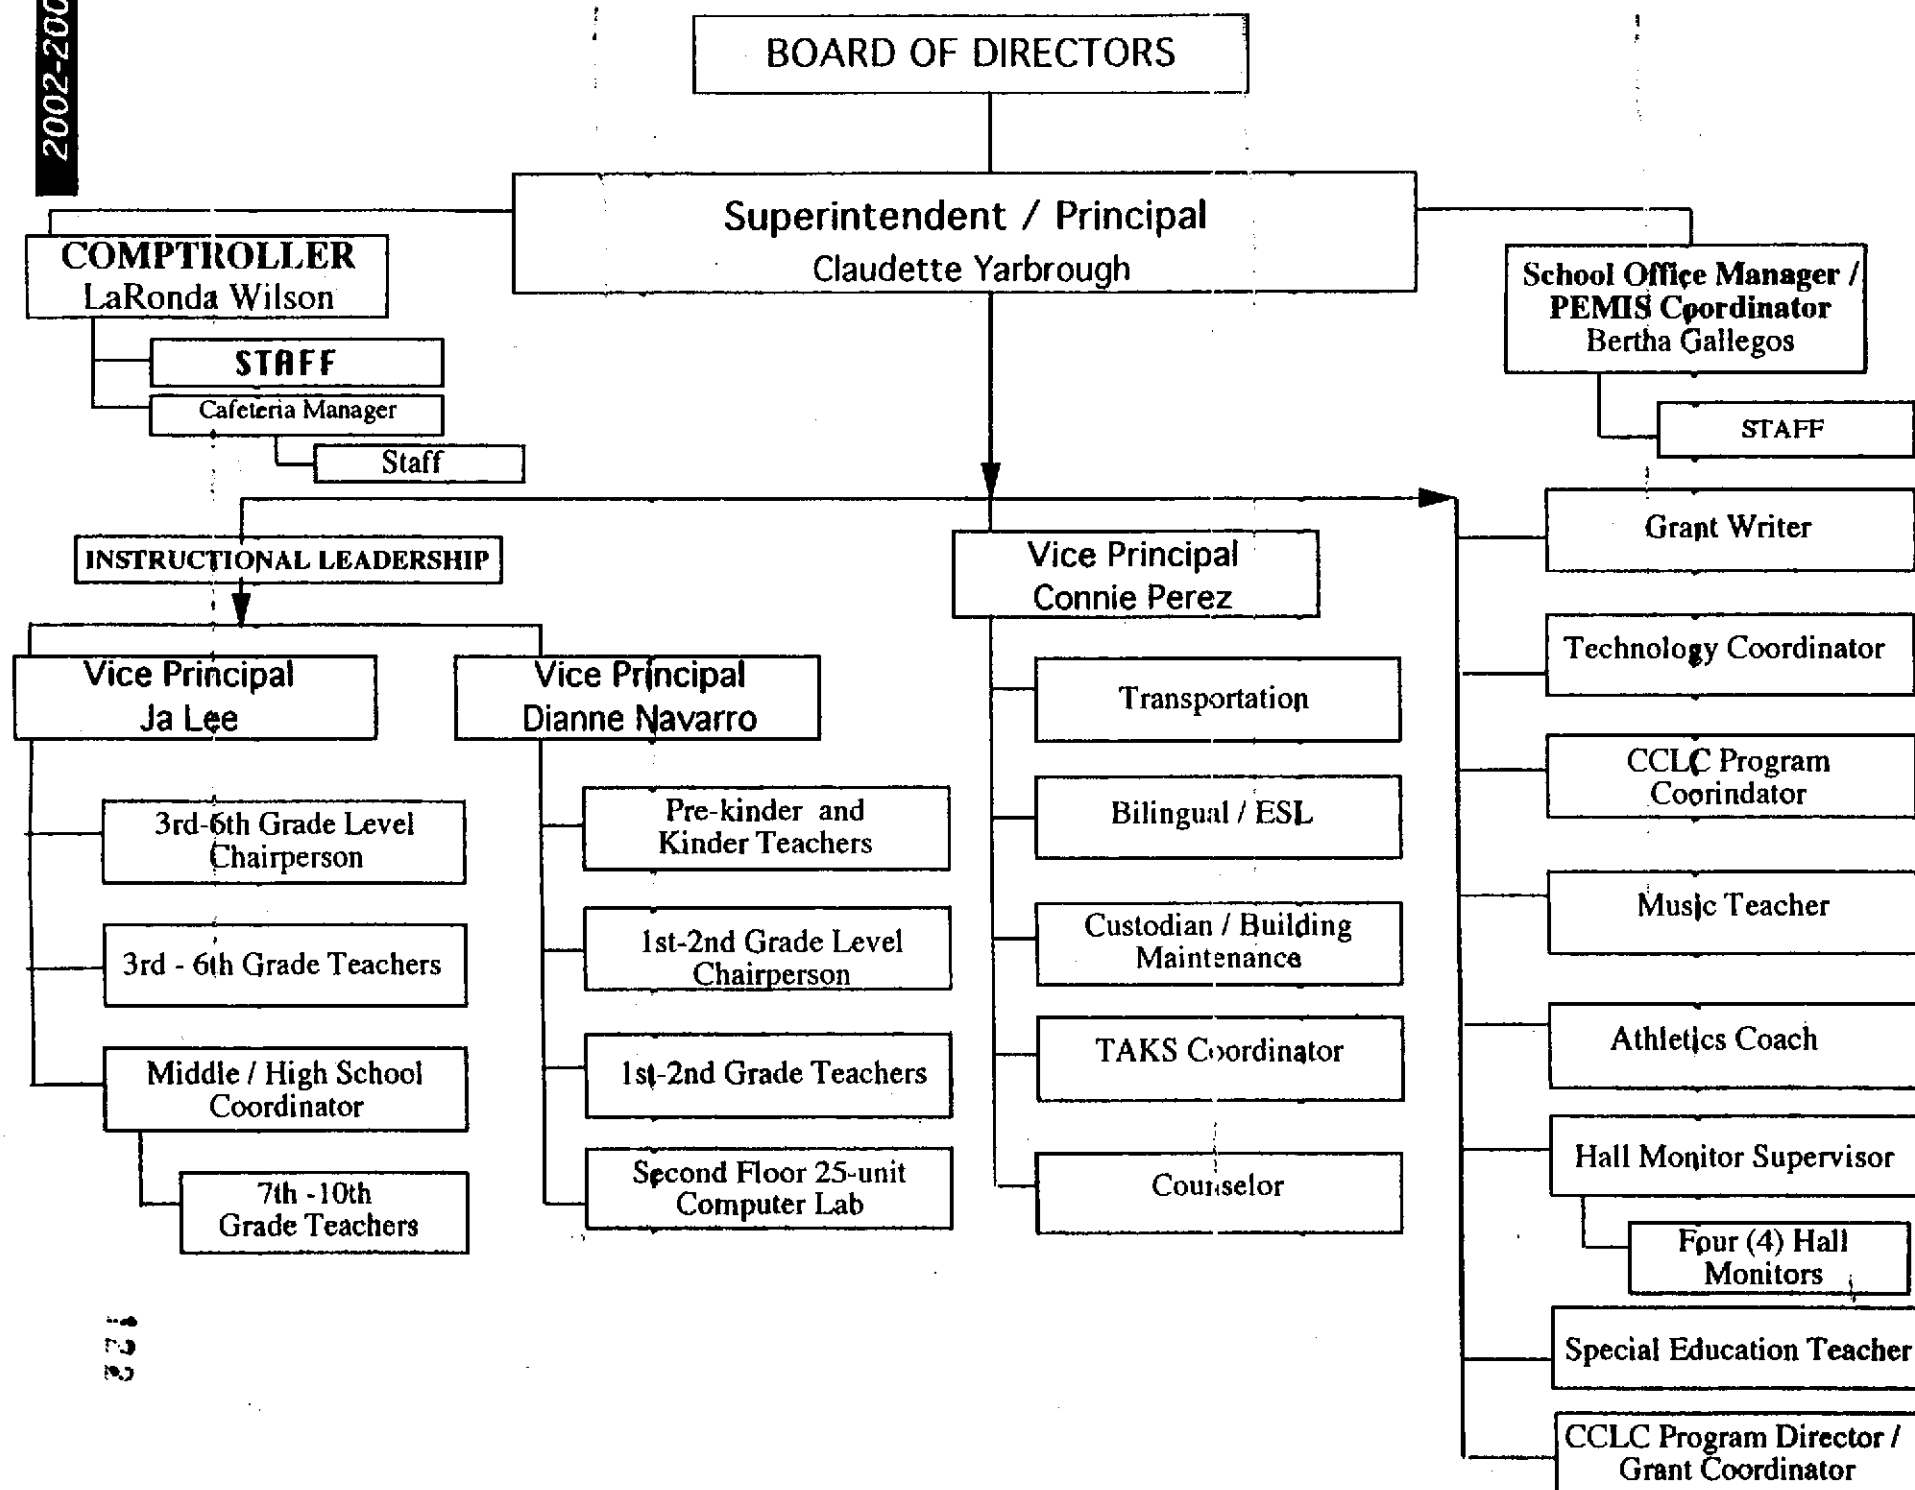 2002-200
BOARD OF DIRECTORS
Superintendent / Principal
Claudette Yarbrough
COMPTROLLER
LaRonda Wilson
STAFF
Cafeteria Manager
Staff
School Office Manager /
PEMIS Coordinator
Bertha Gallegos
STAFF
INSTRUCTIONAL LEADERSHIP
Vice Principal
Ja Lee
3rd-6th Grade Level
Chairperson
3rd - 6th Grade Teachers
Middle / High School
Coordinator
7th -10th
Grade Teachers
Vice Principal
Dianne Navarro
Pre-kinder and
Kinder Teachers
1st-2nd Grade Level
Chairperson
1st-2nd Grade Teachers
Second Floor 25-unit
Computer Lab
Vice Principal
Connie Perez
Transportation
Bilingual / ESL
Custodian / Building
Maintenance
TAKS Coordinator
Counselor
Grant Writer
Technology Coordinator
CCLC Program
Coorindator
Music Teacher
Athletics Coach
Hall Monitor Supervisor
Four (4) Hall
Monitors
Special Education Teacher
CCLC Program Director /
Grant Coordinator
122